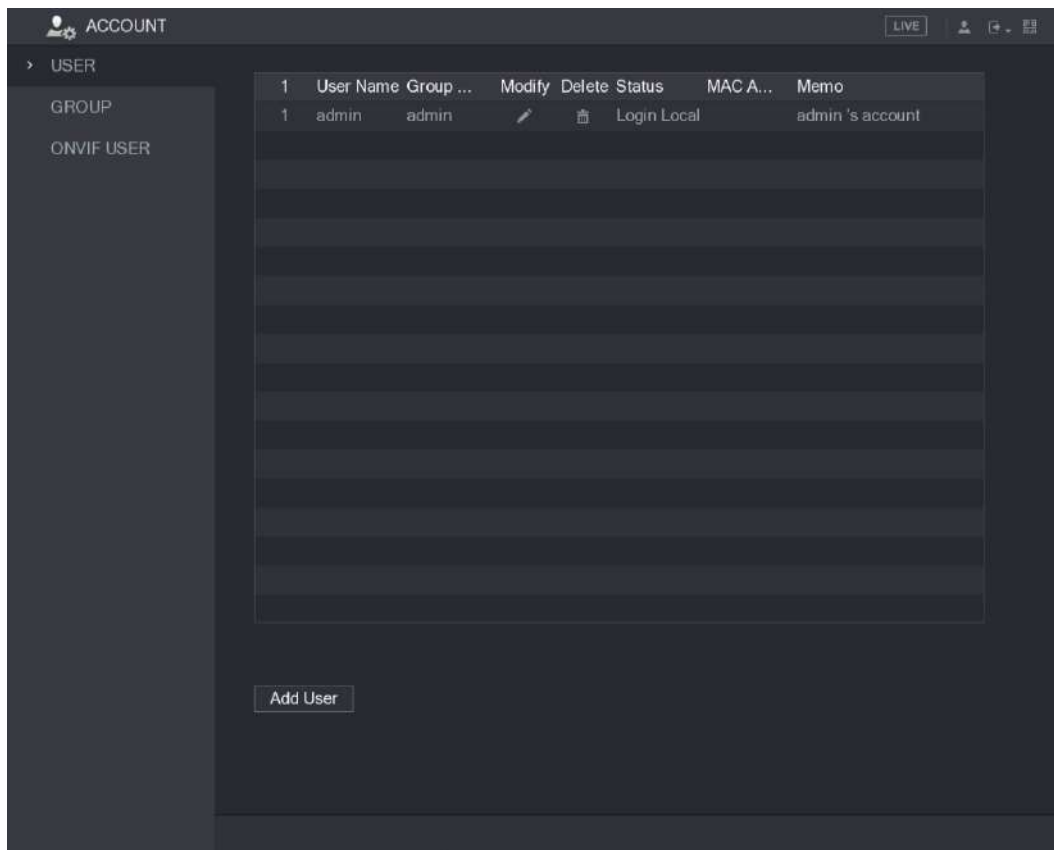 ACCOUNT LIVE
USER
GROUP
ONVIF USER
1 User Name Group ... Modify Delete Status MAC A... Memo
1 admin admin Login Local admin 's account
Add User